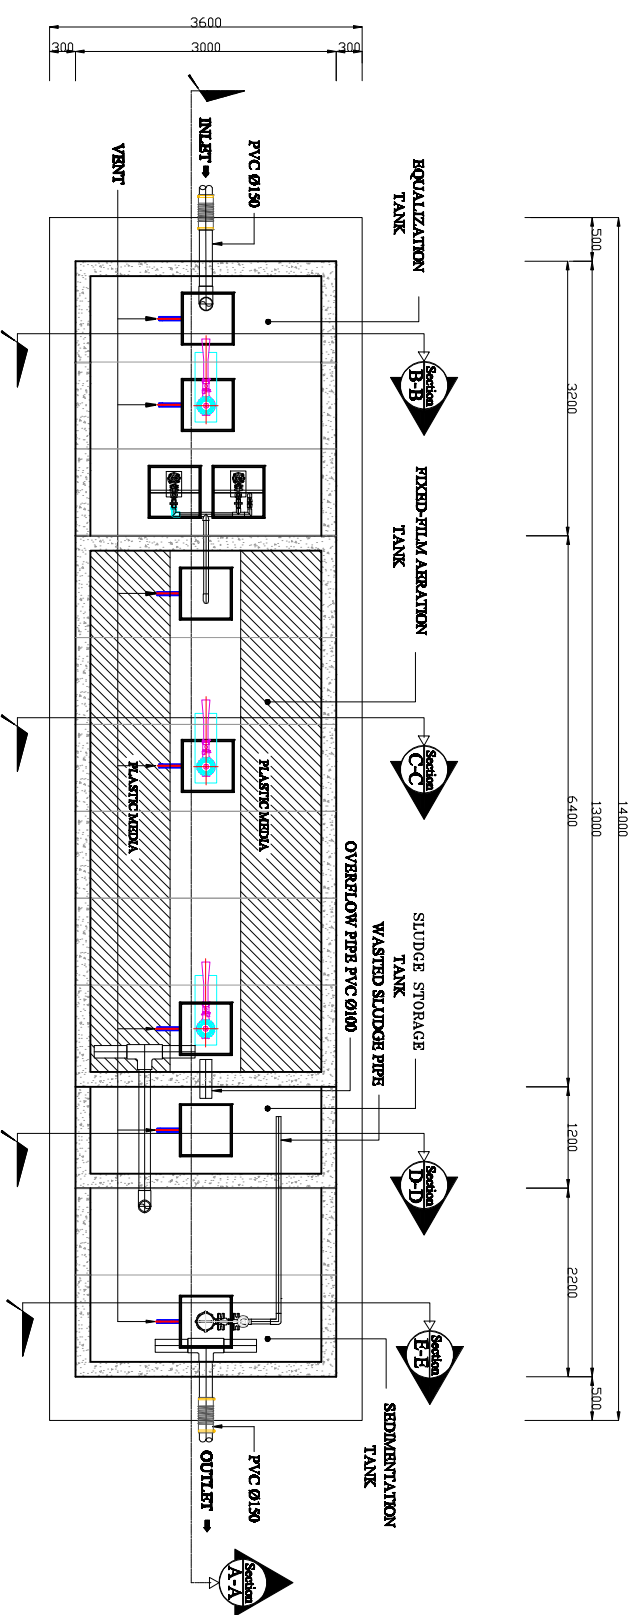 3600
300
3000
300
INLET
PVC Ø150
VENT
EQUALIZATION
TANK
500
3200
14000
13000
6400
Section
B-B
FIXED-FILM AERATION
TANK
Section
C-C
PLASTIC MEDIA
PLASTIC MEDIA
OVERFLOW PIPE PVC Ø100
WASTED SLUDGE PIPE
SLUDGE STORAGE
TANK
1200
Section
D-D
2200
Section
E-E
500
SEDIMENTATION
TANK
OUTLET
PVC Ø150
Section
A-A